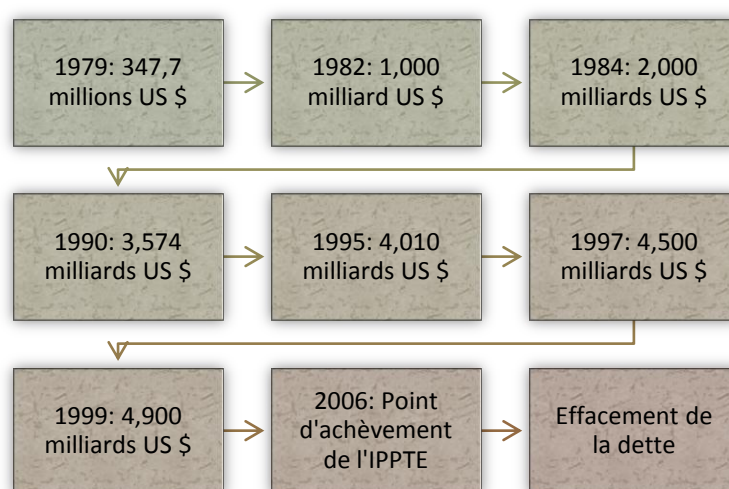 1979: 347,7
millions US $
1982: 1,000
milliard US $
1984: 2,000
milliards US $
1990: 3,574
milliards US $
1995: 4,010
milliards US $
1997: 4,500
milliards US $
1999: 4,900
milliards US $
2006: Point
d'achèvement
de l'IPPTE
Effacement de
la dette